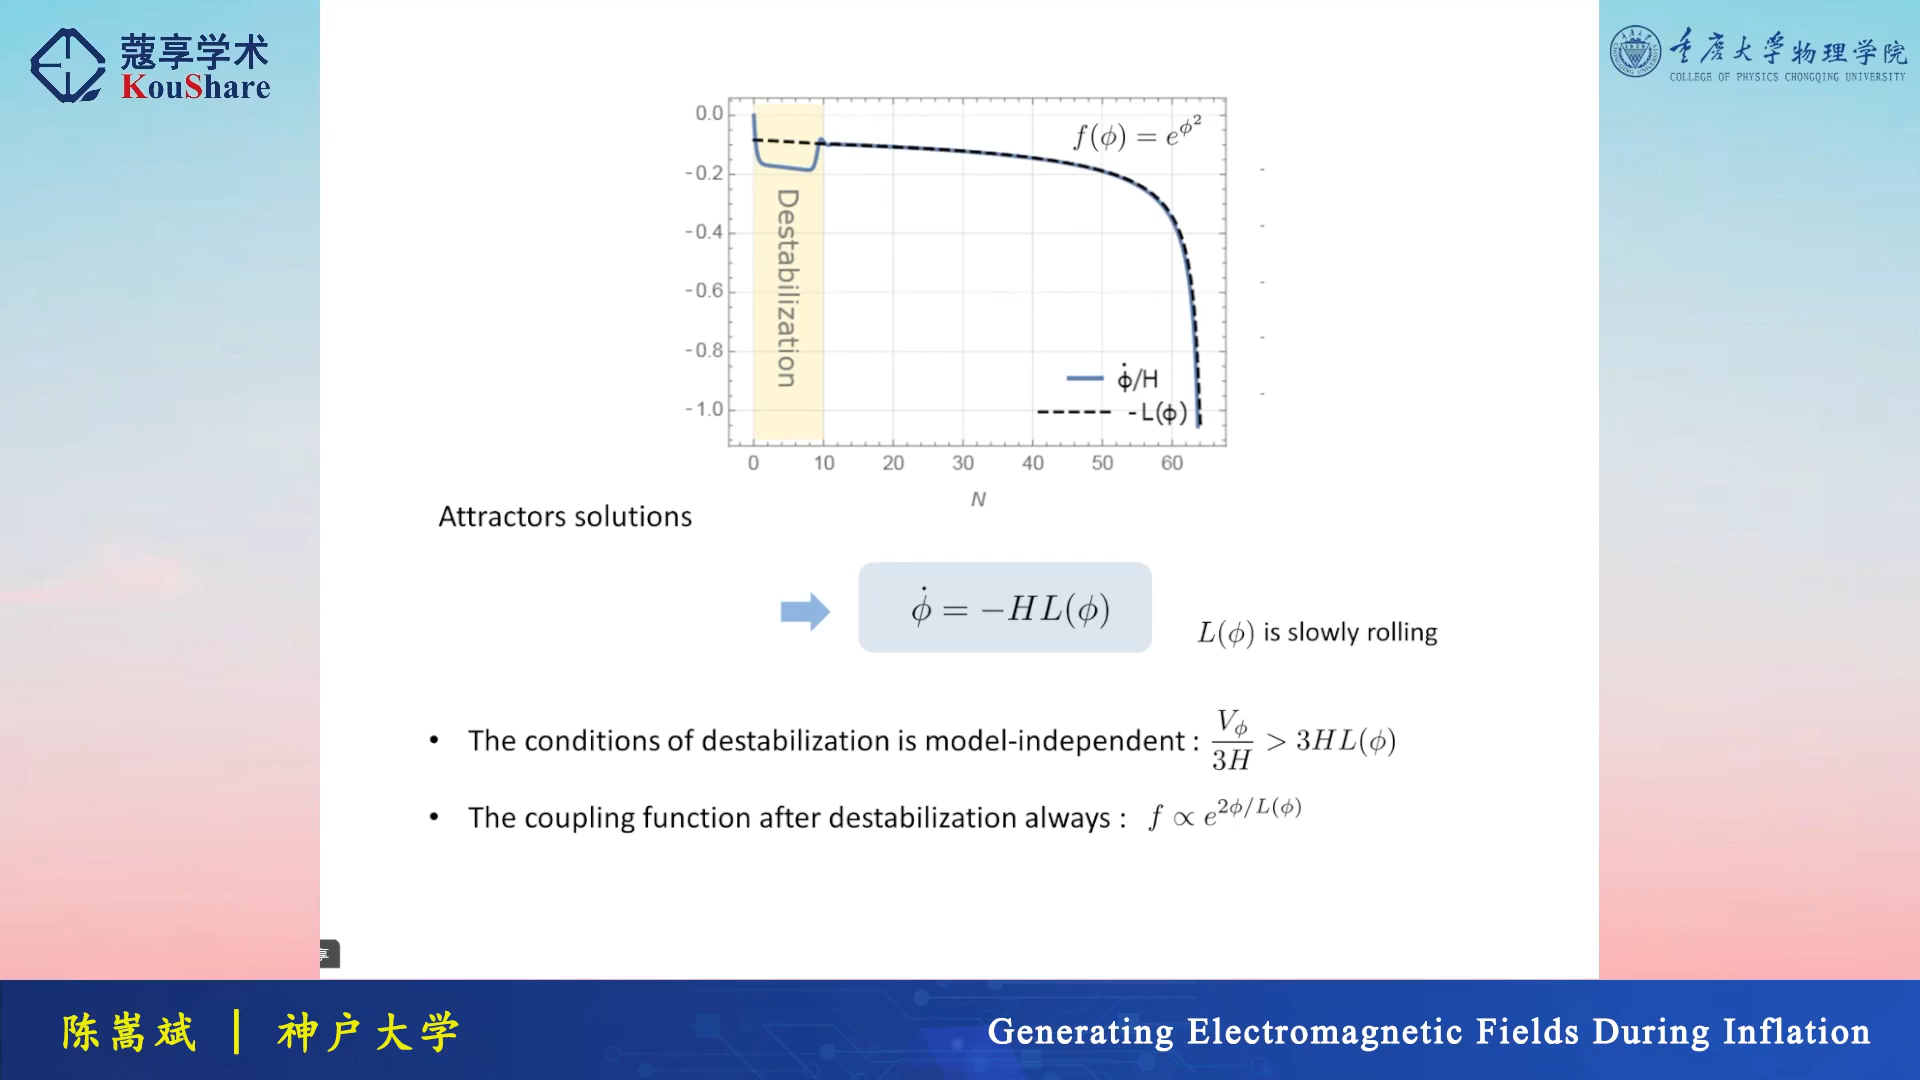 蔻享学术
KouShare
重庆大学物理学院
COLLEGE OF PHYSICS CHONGQING UNIVERSITY
0.0
-0.2
-0.4
-0.6
-0.8
-1.0
f(ϕ) = e^{ϕ^2}
Destabilization
ϕ̇/H
-L(ϕ)
0 10 20 30 40 50 60
N
Attractors solutions
ϕ̇ = −HL(ϕ)
L(ϕ) is slowly rolling
• The conditions of destabilization is model-independent : V_ϕ/3H > 3HL(ϕ)
• The coupling function after destabilization always : f ∝ e^{2ϕ/L(ϕ)}
享
陈嵩斌 | 神户大学
Generating Electromagnetic Fields During Inflation